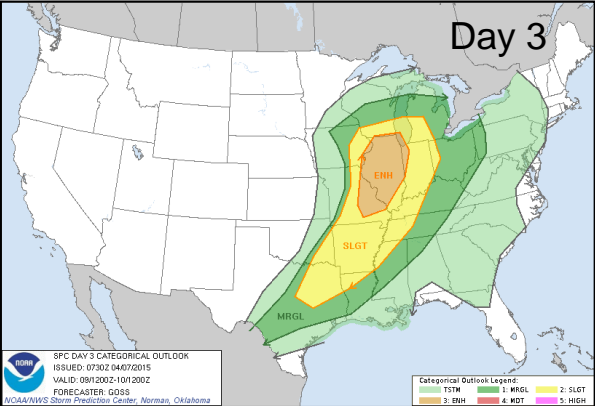 Day 3
ENH
SLGT
MRGL
SPC DAY 3 CATEGORICAL OUTLOOK
ISSUED: 0730Z 04/07/2015
VALID: 09/1200Z-10/1200Z
FORECASTER: GOSS
NOAA/NWS Storm Prediction Center, Norman, Oklahoma
NOAA
Categorical Outlook Legend:
TSTM 1: MRGL 2: SLGT
3: ENH 4: MDT 5: HIGH